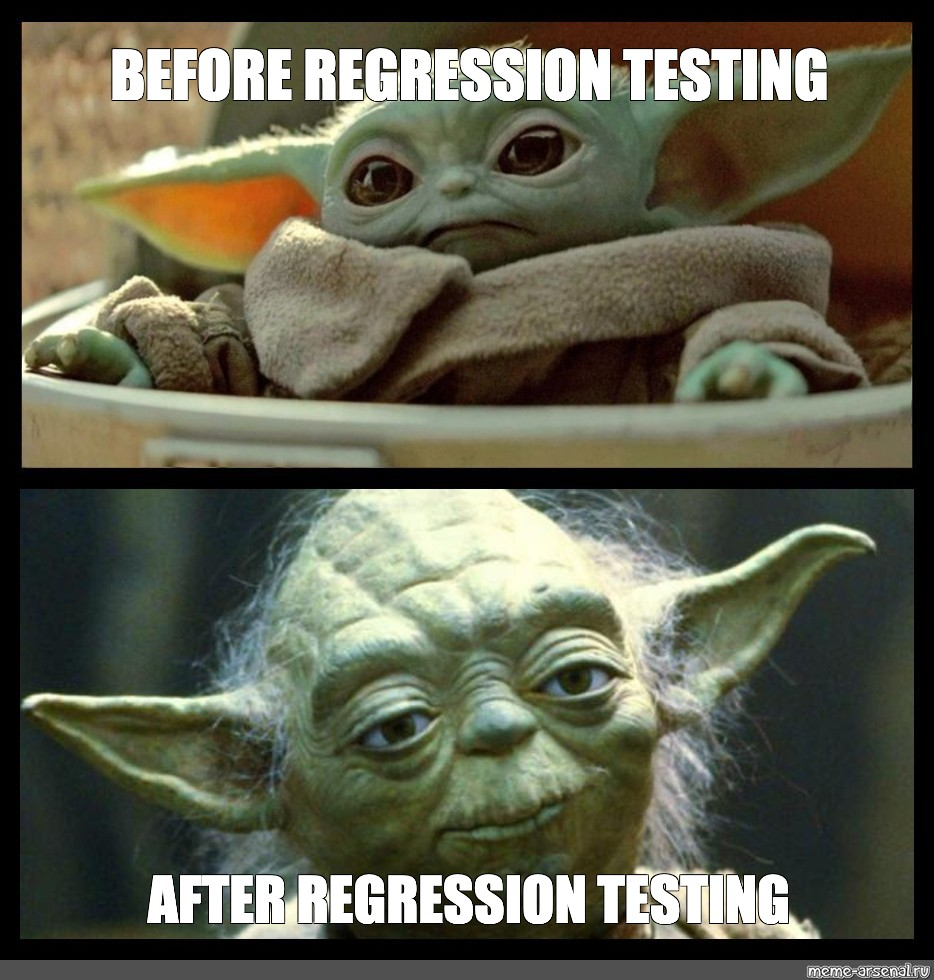 BEFORE REGRESSION TESTING
AFTER REGRESSION TESTING
meme-arsenal.ru